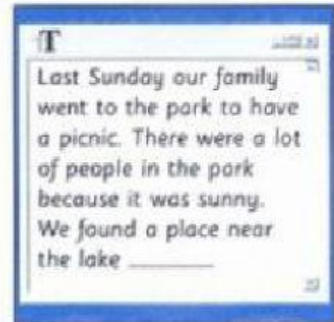 T
Last Sunday our family
went to the park to have
a picnic. There were a lot
of people in the park
because it was sunny.
We found a place near
the lake ________